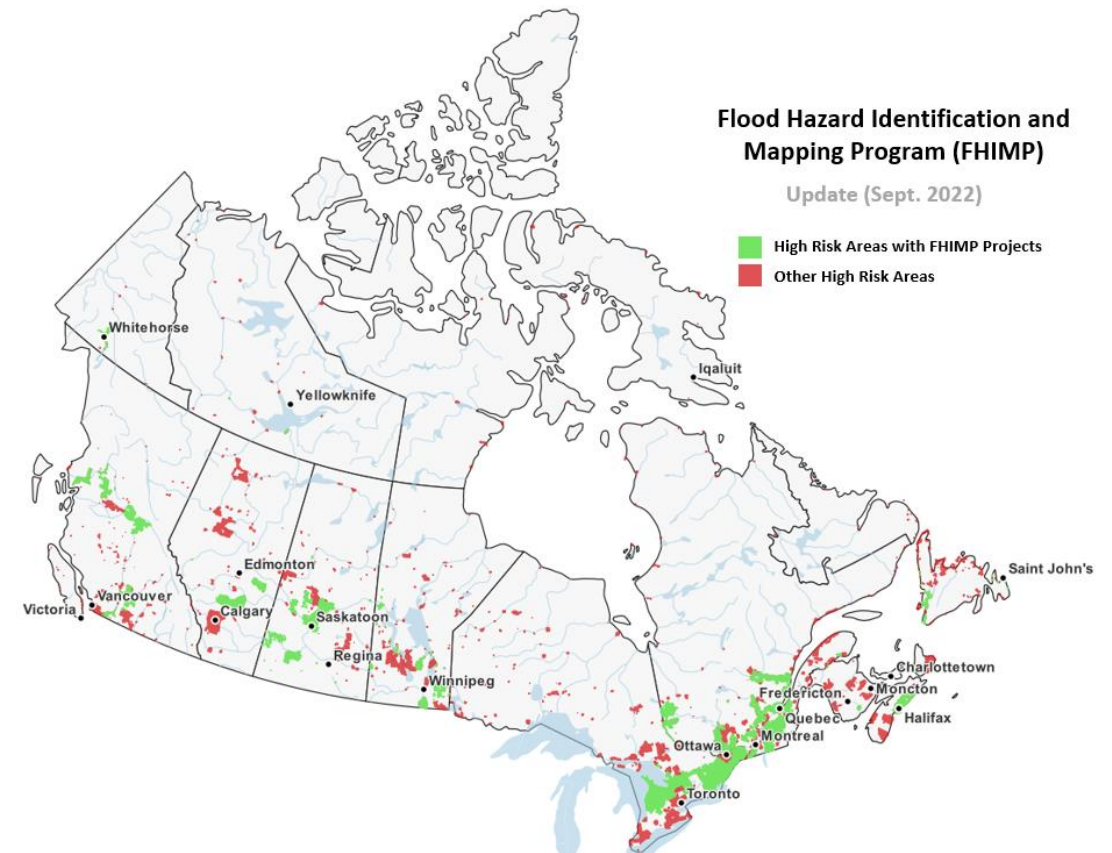 Flood Hazard Identification and
Mapping Program (FHIMP)
Update (Sept. 2022)
High Risk Areas with FHIMP Projects
Other High Risk Areas
Whitehorse
Iqaluit
Yellowknife
Edmonton
Saint John's
Vancouver
Victoria
Calgary
Saskatoon
Regina
Charlottetown
Winnipeg
Fredericton
Moncton
Quebec
Halifax
Montreal
Ottawa
Toronto